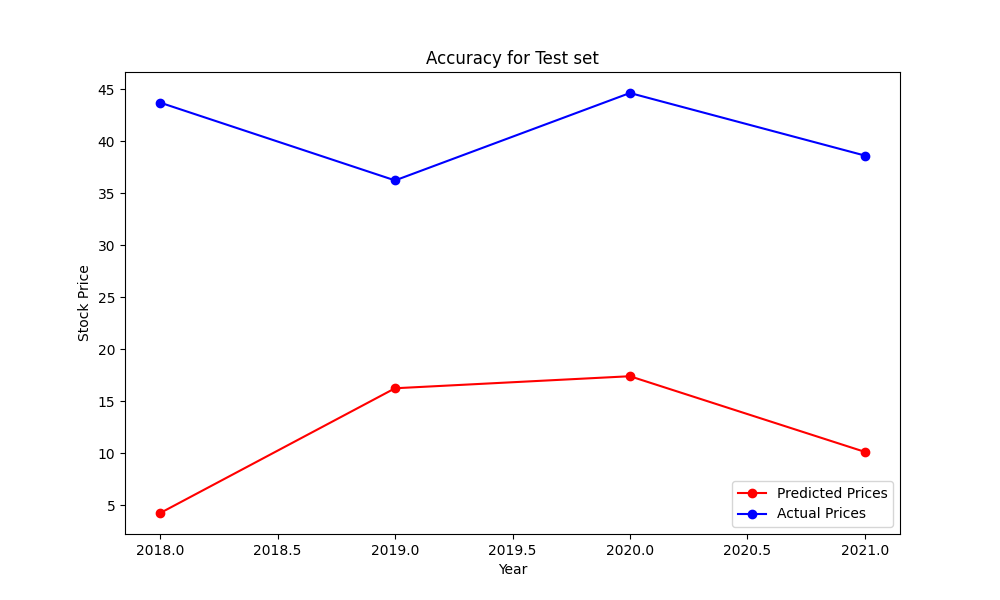 Accuracy for Test set
45
40
35
30
25
20
15
10
5
Stock Price
2018.0 2018.5 2019.0 2019.5 2020.0 2020.5 2021.0
Year
Predicted Prices
Actual Prices